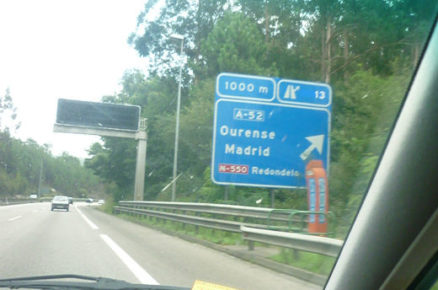 1000 m 13
A-52
Ourense
Madrid
N-550 Redondela